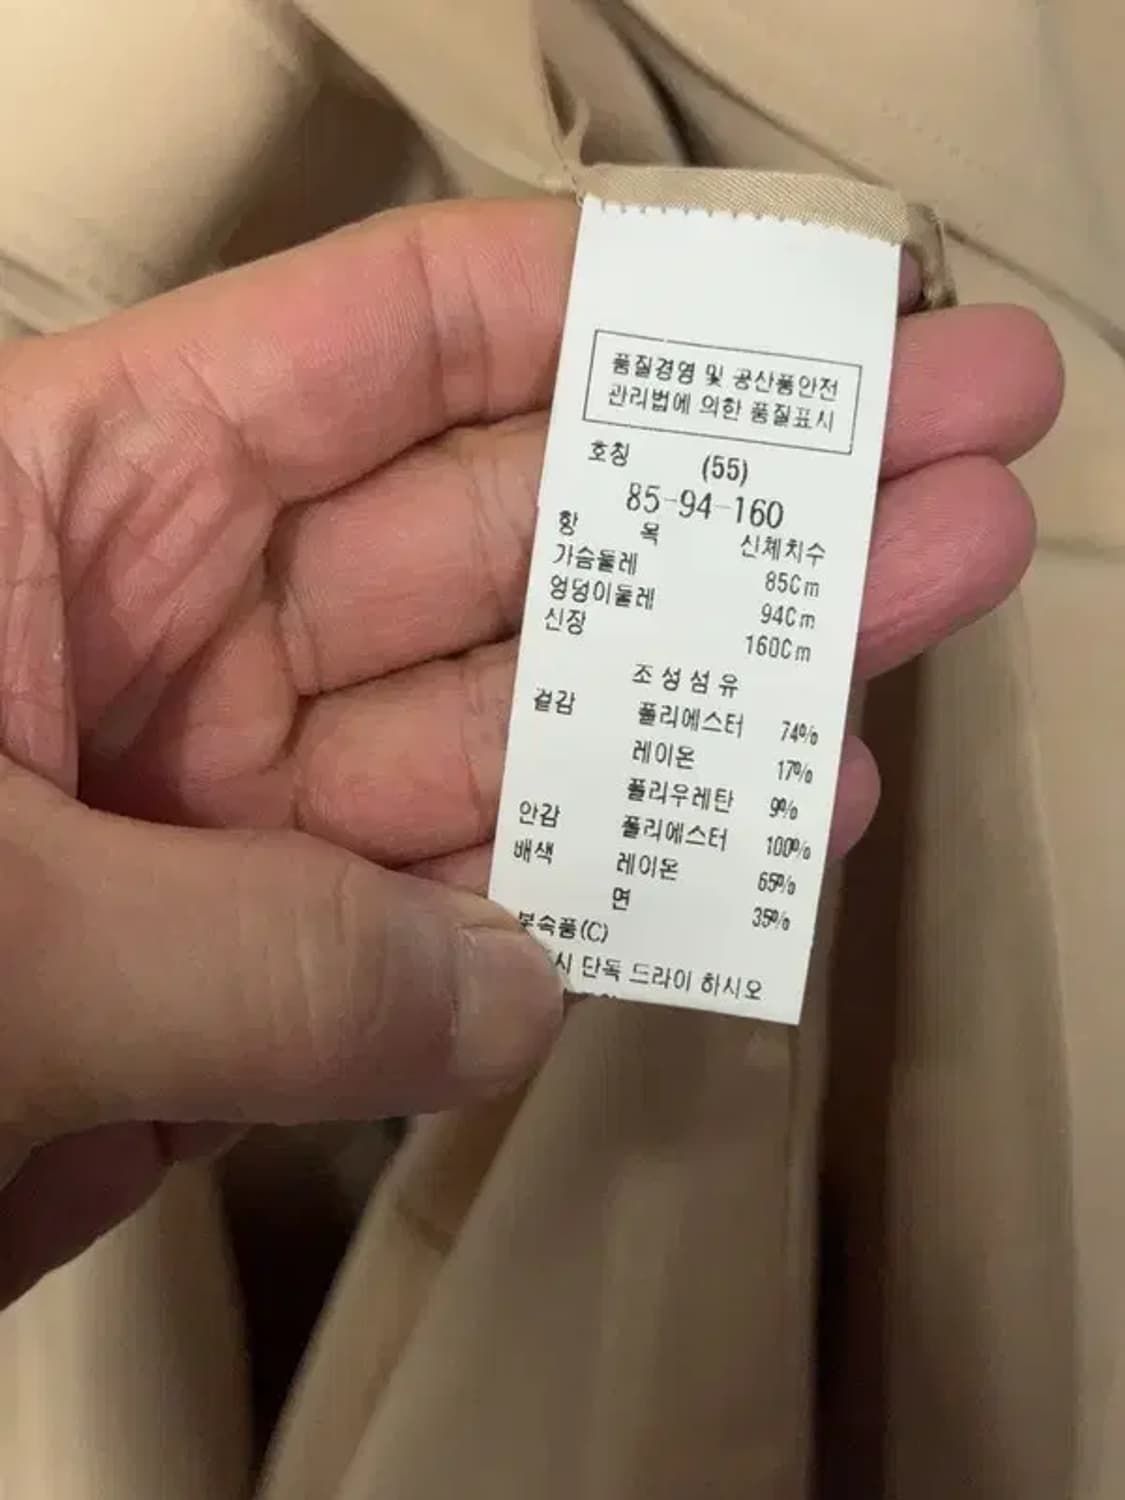 품질경영 및 공산품안전
관리법에 의한 품질표시
호칭 (55)
85-94-160
항 목 신체치수
가슴둘레 85Cm
엉덩이둘레 94Cm
신장 160Cm
조성섬유
겉감 폴리에스터 74%
레이온 17%
폴리우레탄 9%
안감 폴리에스터 100%
배색 레이온 65%
면 35%
부속품(C)
시 단독 드라이 하시오